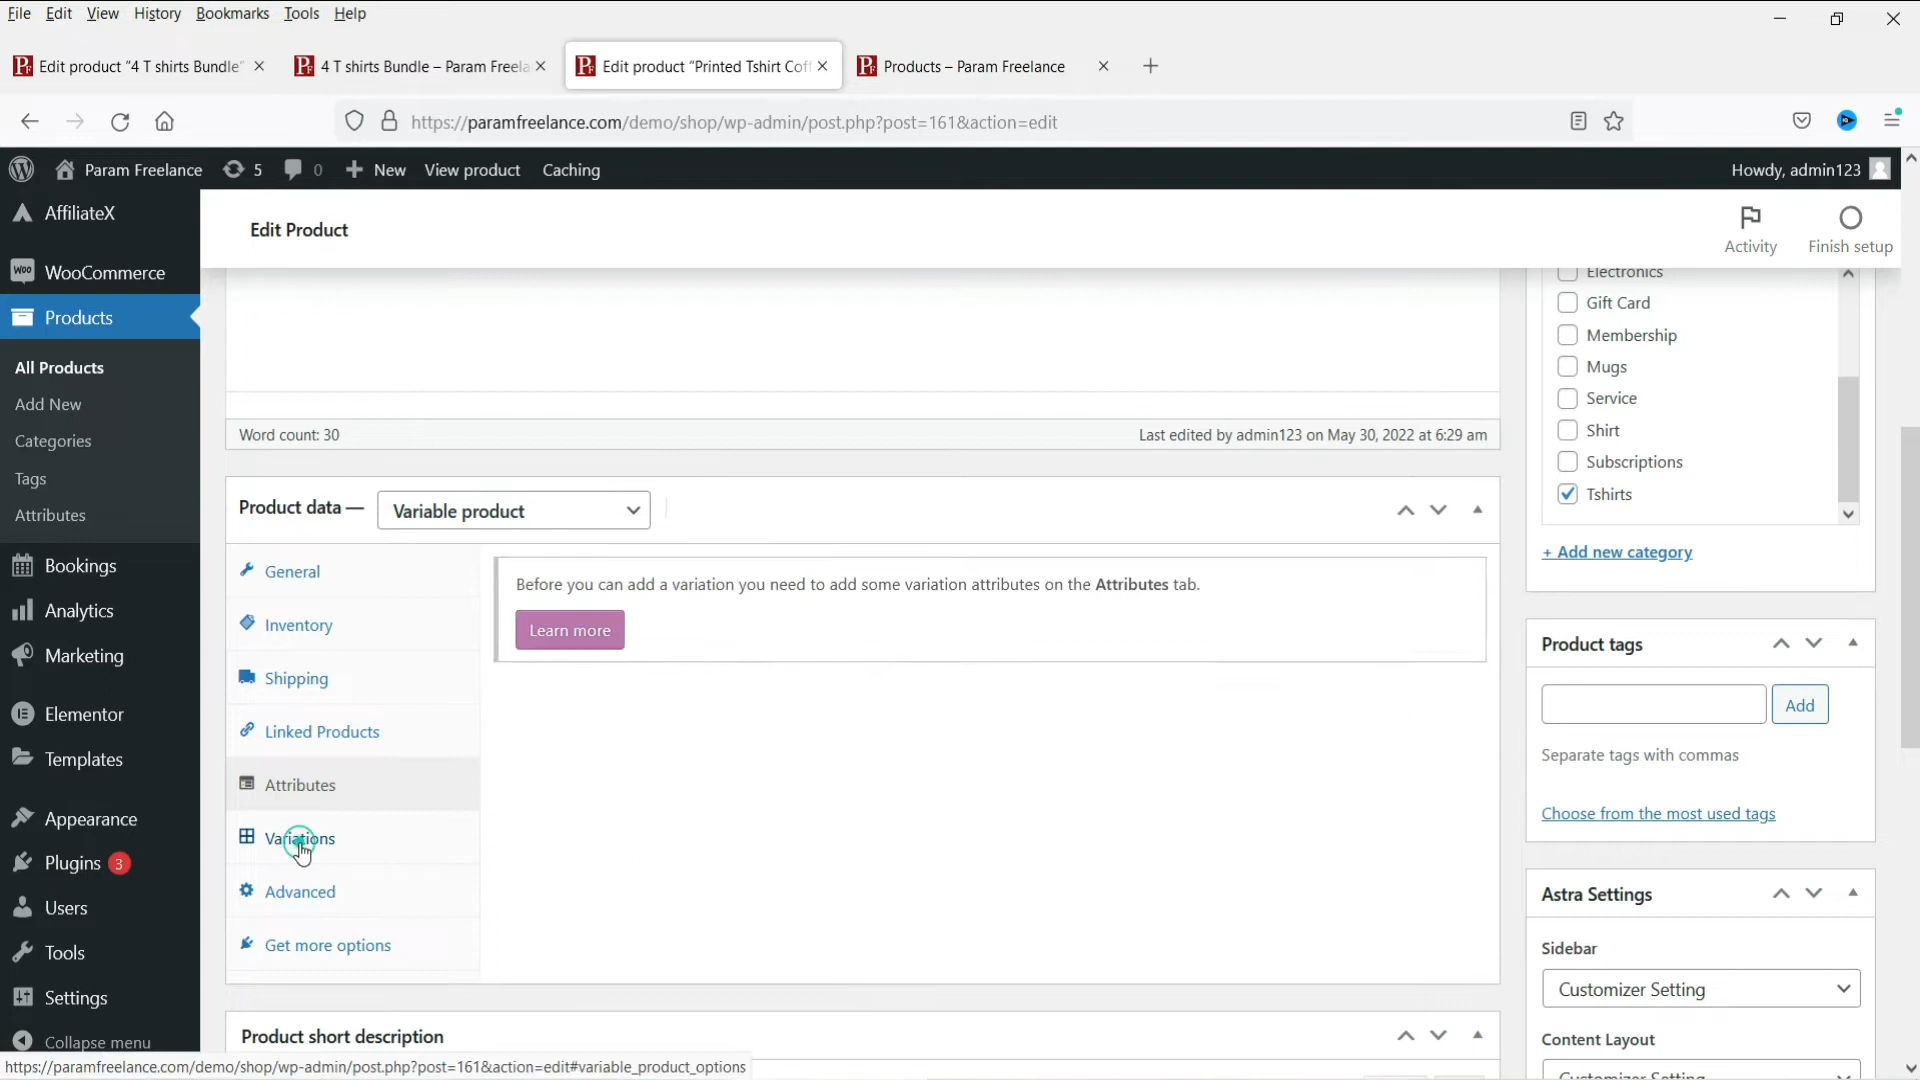 File Edit View History Bookmarks Tools Help
Edit product "4 T shirts Bundle"
4 T shirts Bundle – Param Freela
Edit product "Printed Tshirt Coff
Products – Param Freelance
https://paramfreelance.com/demo/shop/wp-admin/post.php?post=161&action=edit
Param Freelance 5 0 New View product Caching
Howdy, admin123
AffiliateX
WooCommerce
Products
All Products
Add New
Categories
Tags
Attributes
Bookings
Analytics
Marketing
Elementor
Templates
Appearance
Plugins 3
Users
Tools
Settings
Collapse menu
Edit Product
Activity
Finish setup
Word count: 30
Last edited by admin123 on May 30, 2022 at 6:29 am
Product data — Variable product
General
Inventory
Shipping
Linked Products
Attributes
Variations
Advanced
Get more options
Before you can add a variation you need to add some variation attributes on the Attributes tab.
Learn more
Product short description
Electronics
Gift Card
Membership
Mugs
Service
Shirt
Subscriptions
Tshirts
+ Add new category
Product tags
Add
Separate tags with commas
Choose from the most used tags
Astra Settings
Sidebar
Customizer Setting
Content Layout
Customizer Setting
https://paramfreelance.com/demo/shop/wp-admin/post.php?post=161&action=edit#variable_product_options